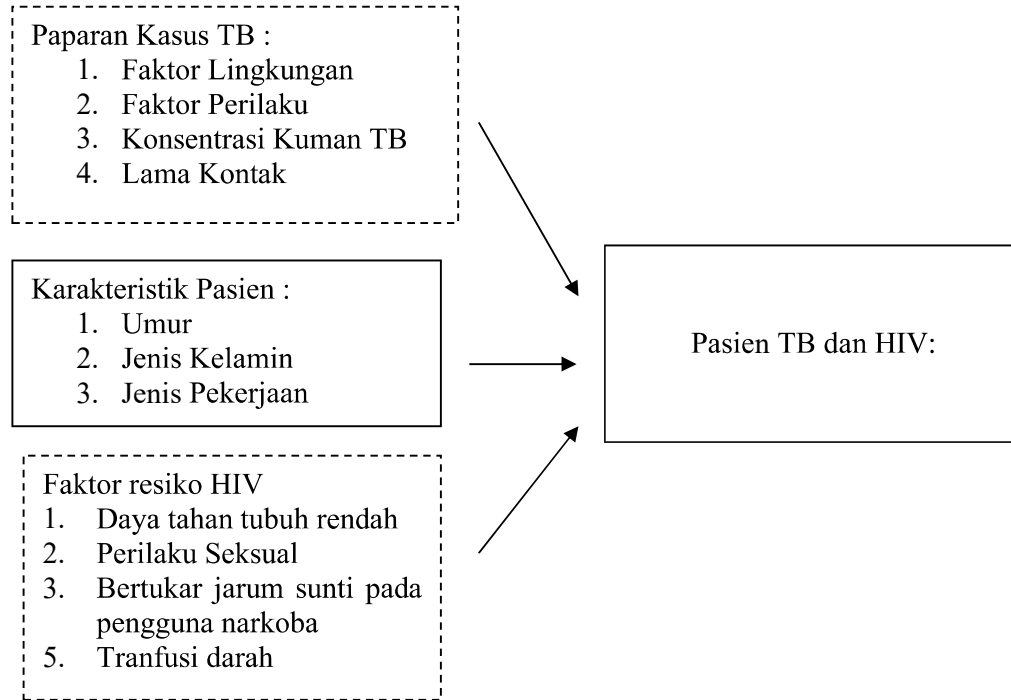 Paparan Kasus TB :
1. Faktor Lingkungan
2. Faktor Perilaku
3. Konsentrasi Kuman TB
4. Lama Kontak
Karakteristik Pasien :
1. Umur
2. Jenis Kelamin
3. Jenis Pekerjaan
Faktor resiko HIV
1. Daya tahan tubuh rendah
2. Perilaku Seksual
3. Bertukar jarum sunti pada
pengguna narkoba
5. Tranfusi darah
Pasien TB dan HIV: